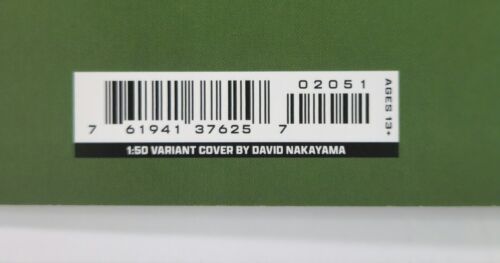 02051
7 61941 37625 7
AGES 13+
1:50 VARIANT COVER BY DAVID NAKAYAMA